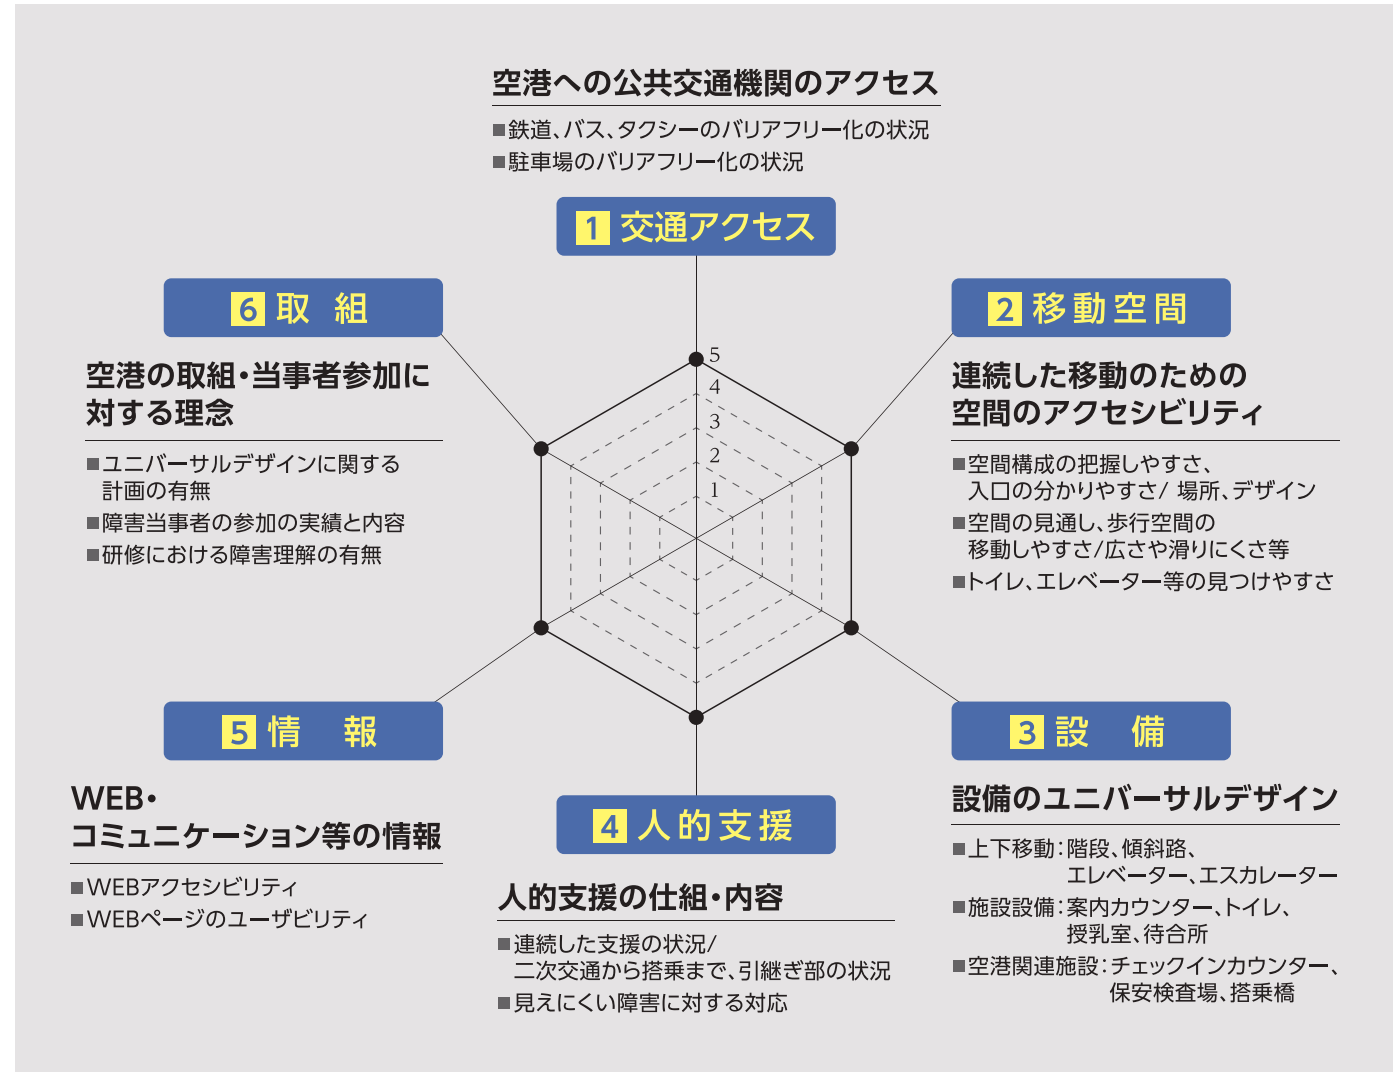 空港への公共交通機関のアクセス
■鉄道、バス、タクシーのバリアフリー化の状況
■駐車場のバリアフリー化の状況
1 交通アクセス
2 移動空間
連続した移動のための
空間のアクセシビリティ
■空間構成の把握しやすさ、
入口の分かりやすさ/ 場所、デザイン
■空間の見通し、歩行空間の
移動しやすさ/広さや滑りにくさ等
■トイレ、エレベーター等の見つけやすさ
3 設 備
設備のユニバーサルデザイン
■上下移動：階段、傾斜路、
エレベーター、エスカレーター
■施設設備：案内カウンター、トイレ、
授乳室、待合所
■空港関連施設：チェックインカウンター、
保安検査場、搭乗橋
4 人的支援
人的支援の仕組・内容
■連続した支援の状況/
二次交通から搭乗まで、引継ぎ部の状況
■見えにくい障害に対する対応
5 情 報
WEB・
コミュニケーション等の情報
■WEBアクセシビリティ
■WEBページのユーザビリティ
6 取 組
空港の取組・当事者参加に
対する理念
■ユニバーサルデザインに関する
計画の有無
■障害当事者の参加の実績と内容
■研修における障害理解の有無
5
4
3
2
1